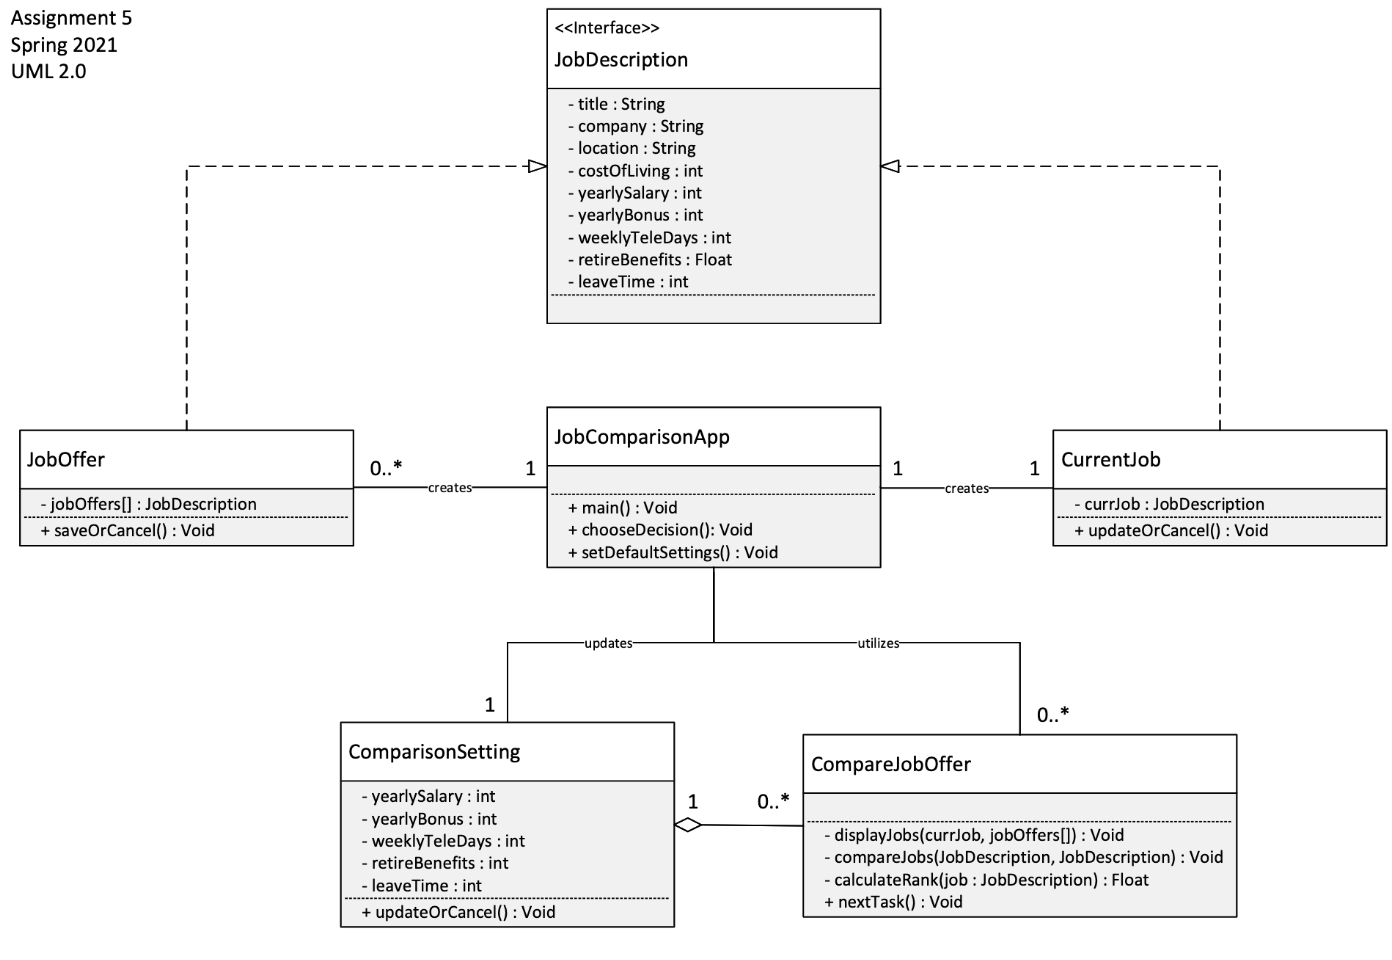 Assignment 5
Spring 2021
UML 2.0
<<Interface>>
JobDescription
- title : String
- company : String
- location : String
- costOfLiving : int
- yearlySalary : int
- yearlyBonus : int
- weeklyTeleDays : int
- retireBenefits : Float
- leaveTime : int
JobOffer
- jobOffers[] : JobDescription
+ saveOrCancel() : Void
0..*
creates
1
JobComparisonApp
+ main() : Void
+ chooseDecision(): Void
+ setDefaultSettings() : Void
1
creates
1
CurrentJob
- currJob : JobDescription
+ updateOrCancel() : Void
updates
utilizes
1
0..*
ComparisonSetting
- yearlySalary : int
- yearlyBonus : int
- weeklyTeleDays : int
- retireBenefits : int
- leaveTime : int
+ updateOrCancel() : Void
1
0..*
CompareJobOffer
- displayJobs(currJob, jobOffers[]) : Void
- compareJobs(JobDescription, JobDescription) : Void
- calculateRank(job : JobDescription) : Float
+ nextTask() : Void